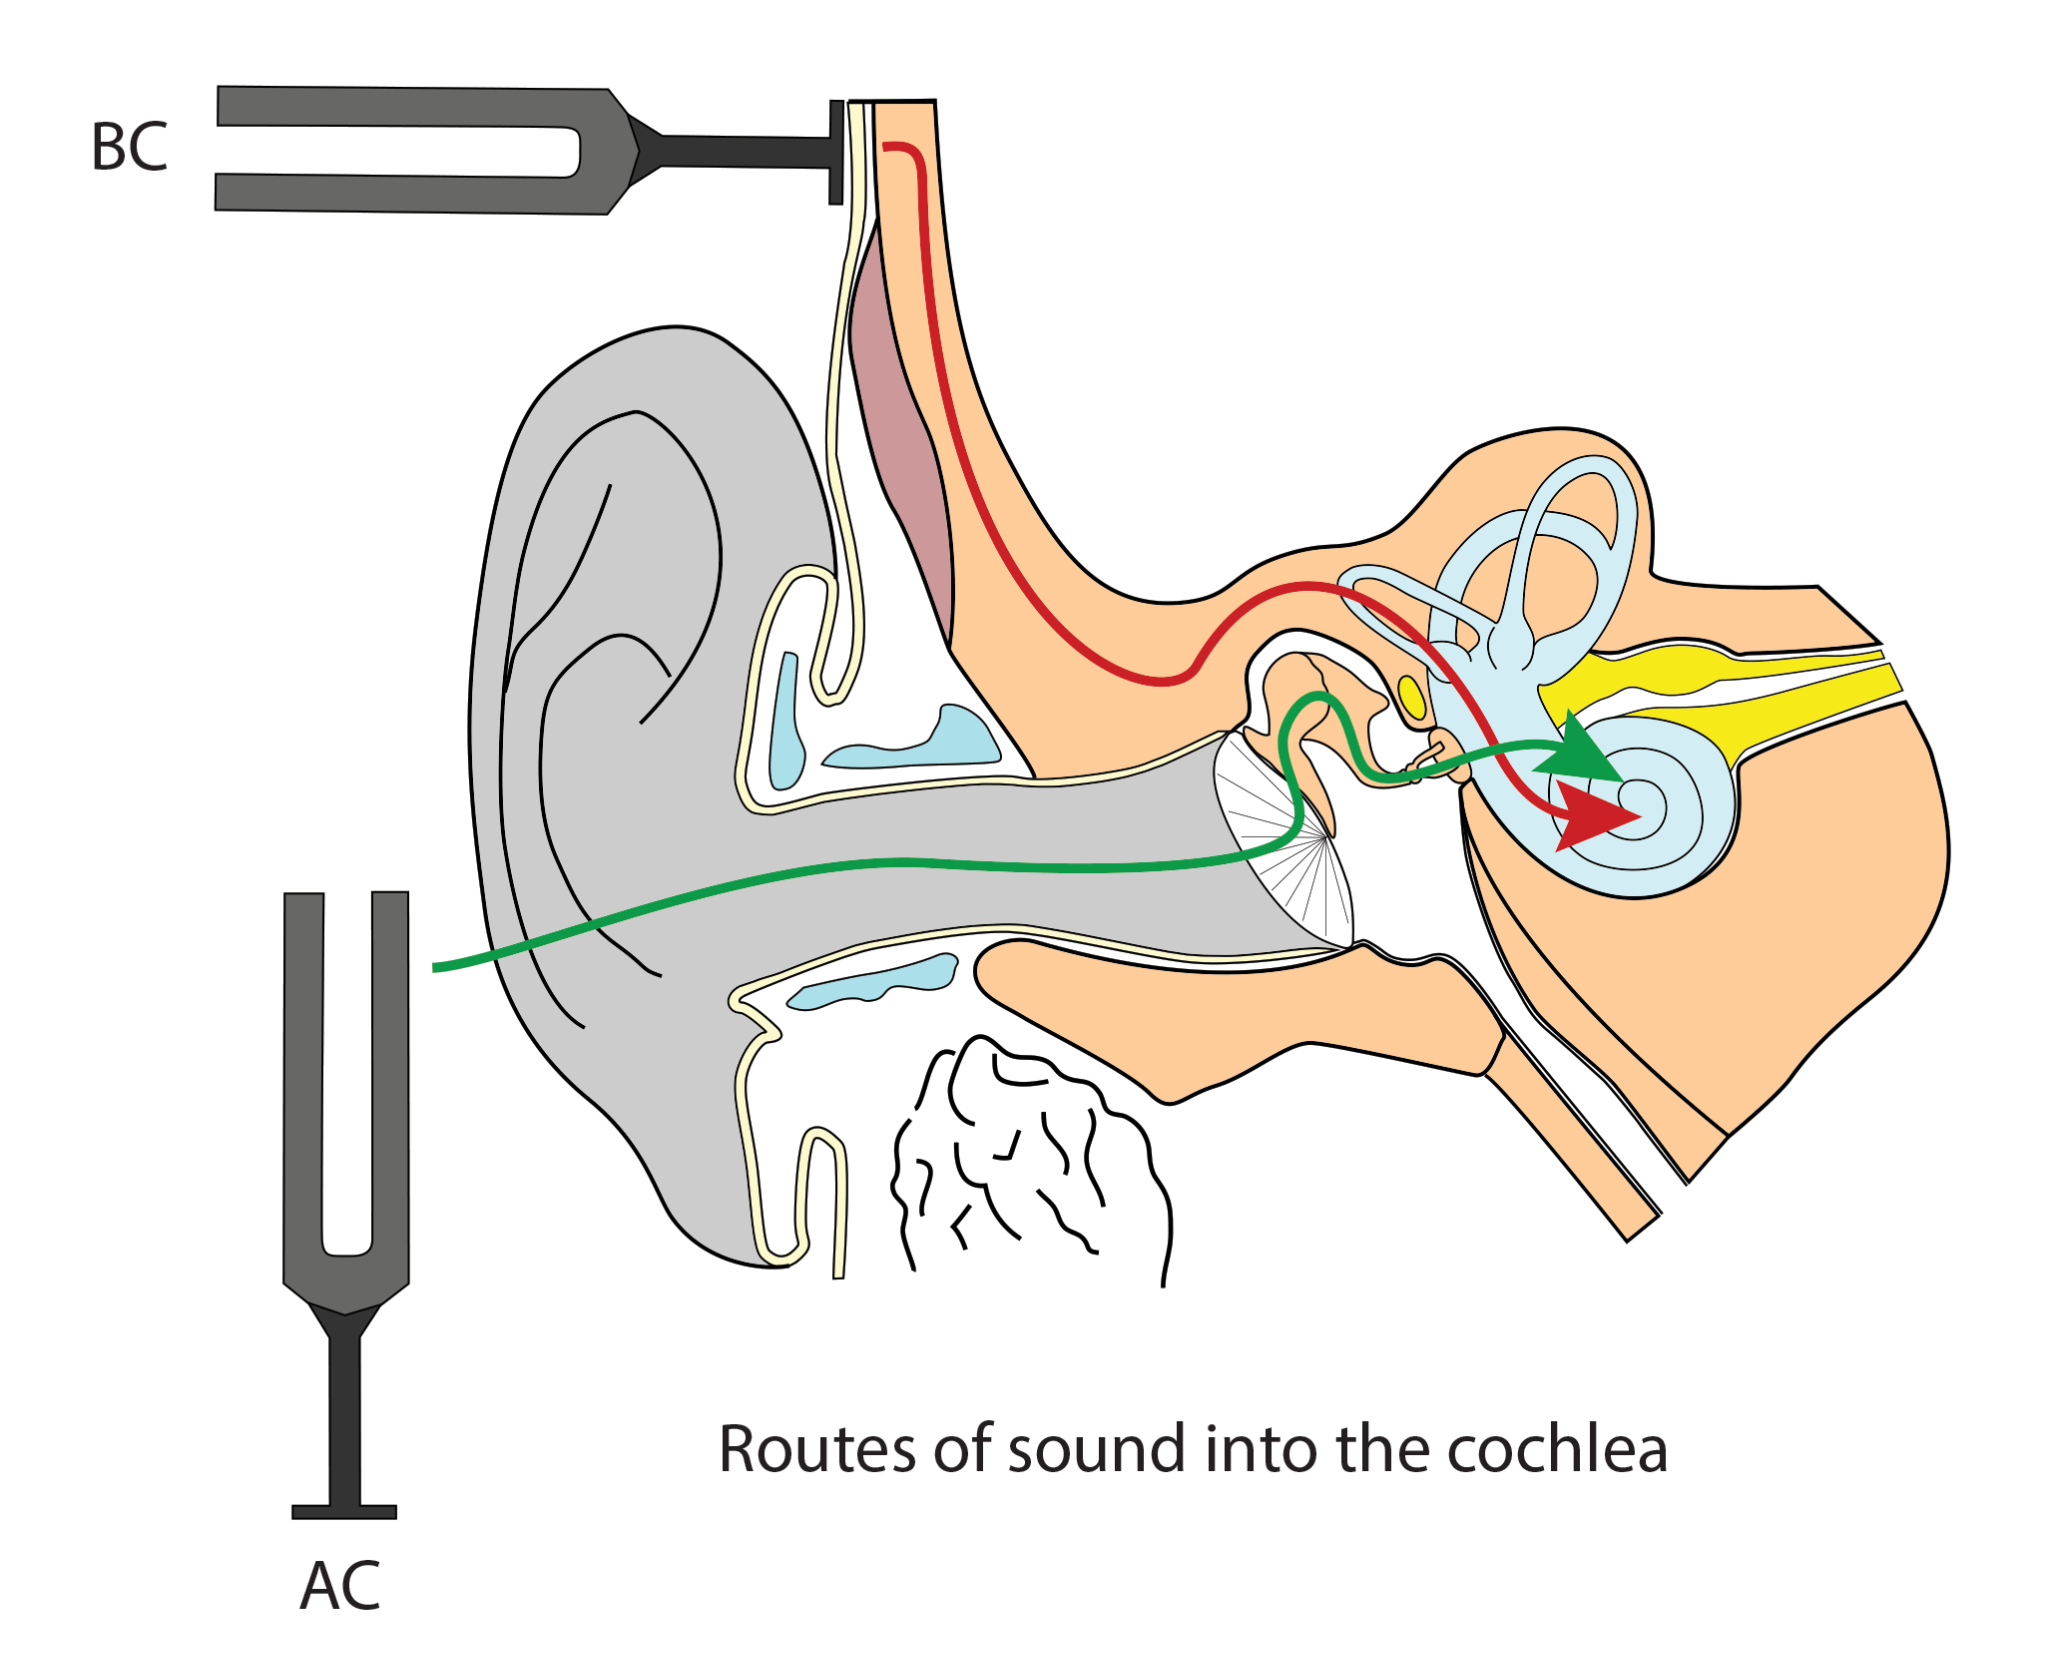 BC
Routes of sound into the cochlea
AC